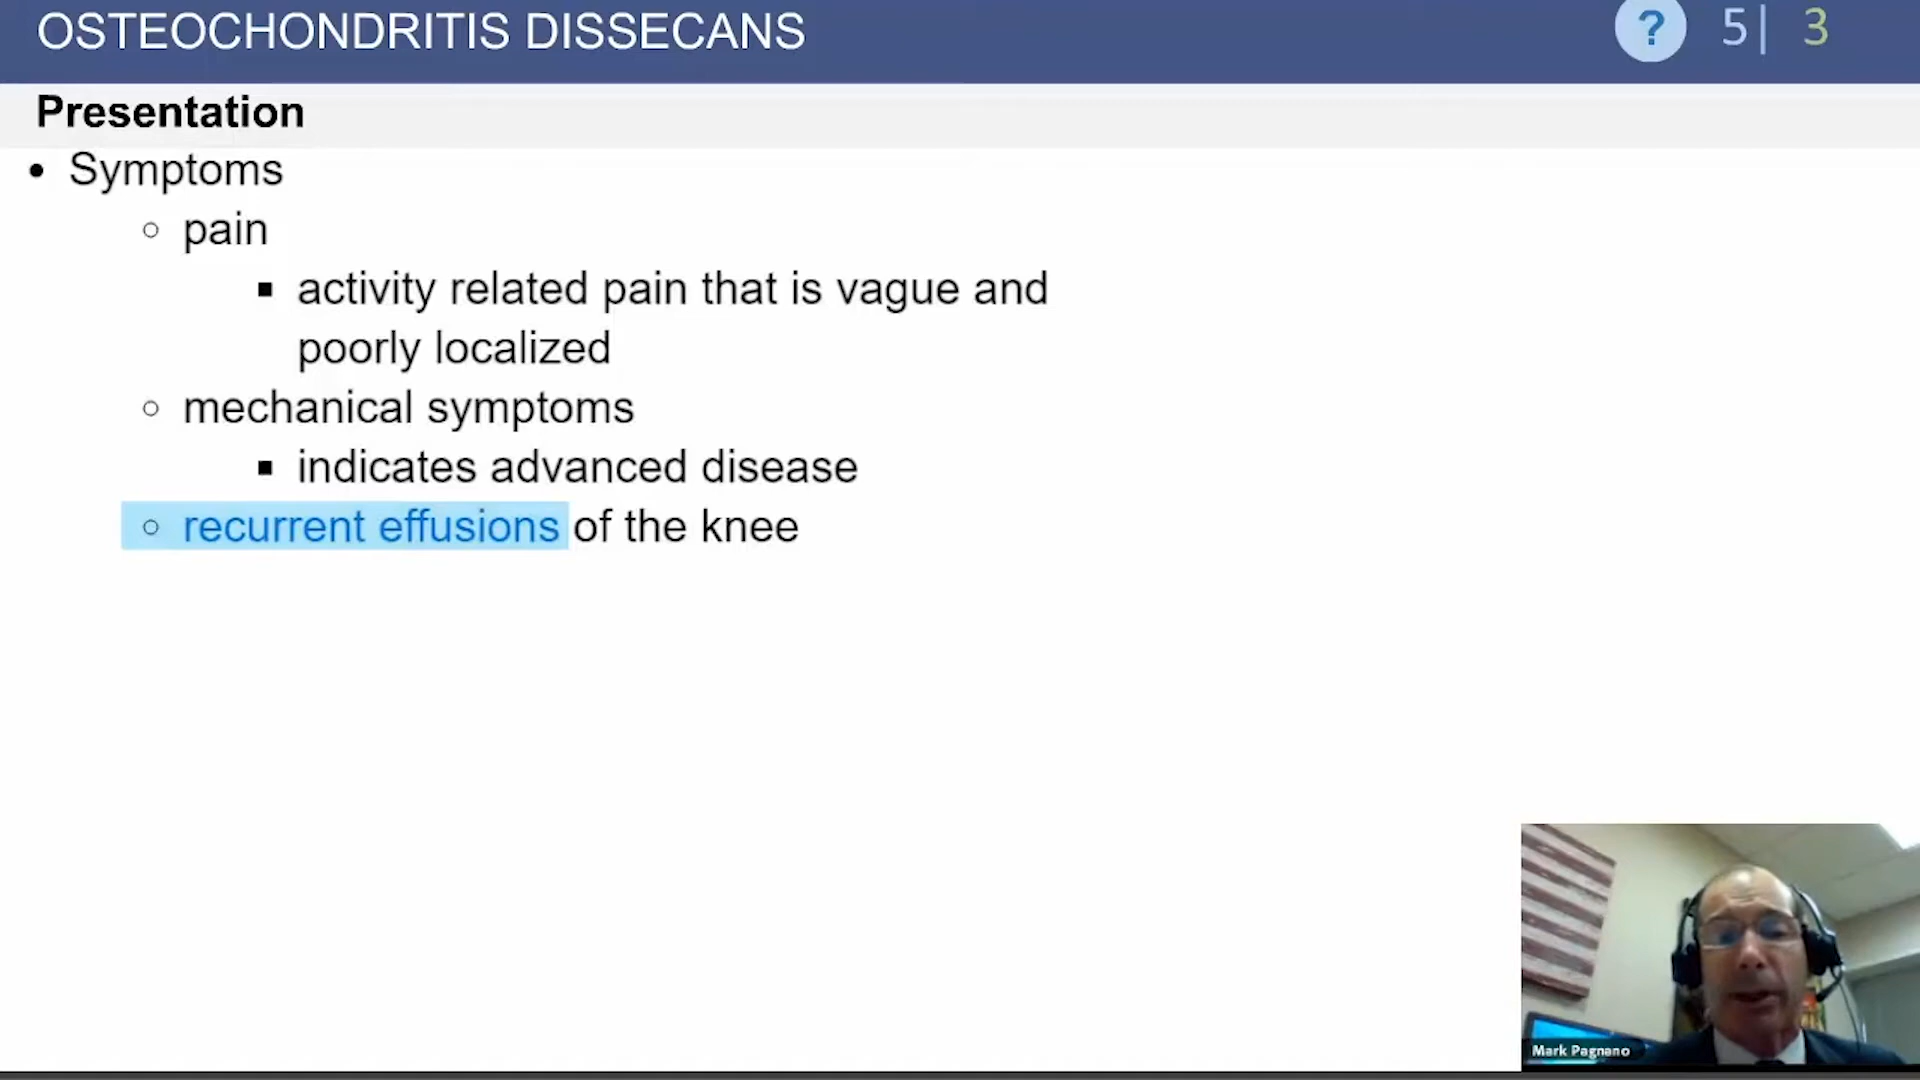 OSTEOCHONDRITIS DISSECANS
? 5| 3
Presentation
• Symptoms
○ pain
▪ activity related pain that is vague and
poorly localized
○ mechanical symptoms
▪ indicates advanced disease
○ recurrent effusions of the knee
Mark Pagnano